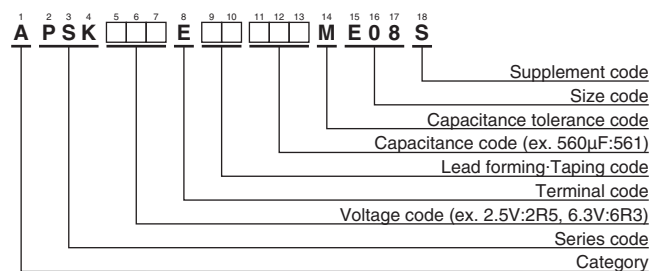 1 2 3 4 5 6 7 8 9 10 11 12 13 14 15 16 17 18
A PSK E M E08 S
Supplement code
Size code
Capacitance tolerance code
Capacitance code (ex. 560µF:561)
Lead forming·Taping code
Terminal code
Voltage code (ex. 2.5V:2R5, 6.3V:6R3)
Series code
Category